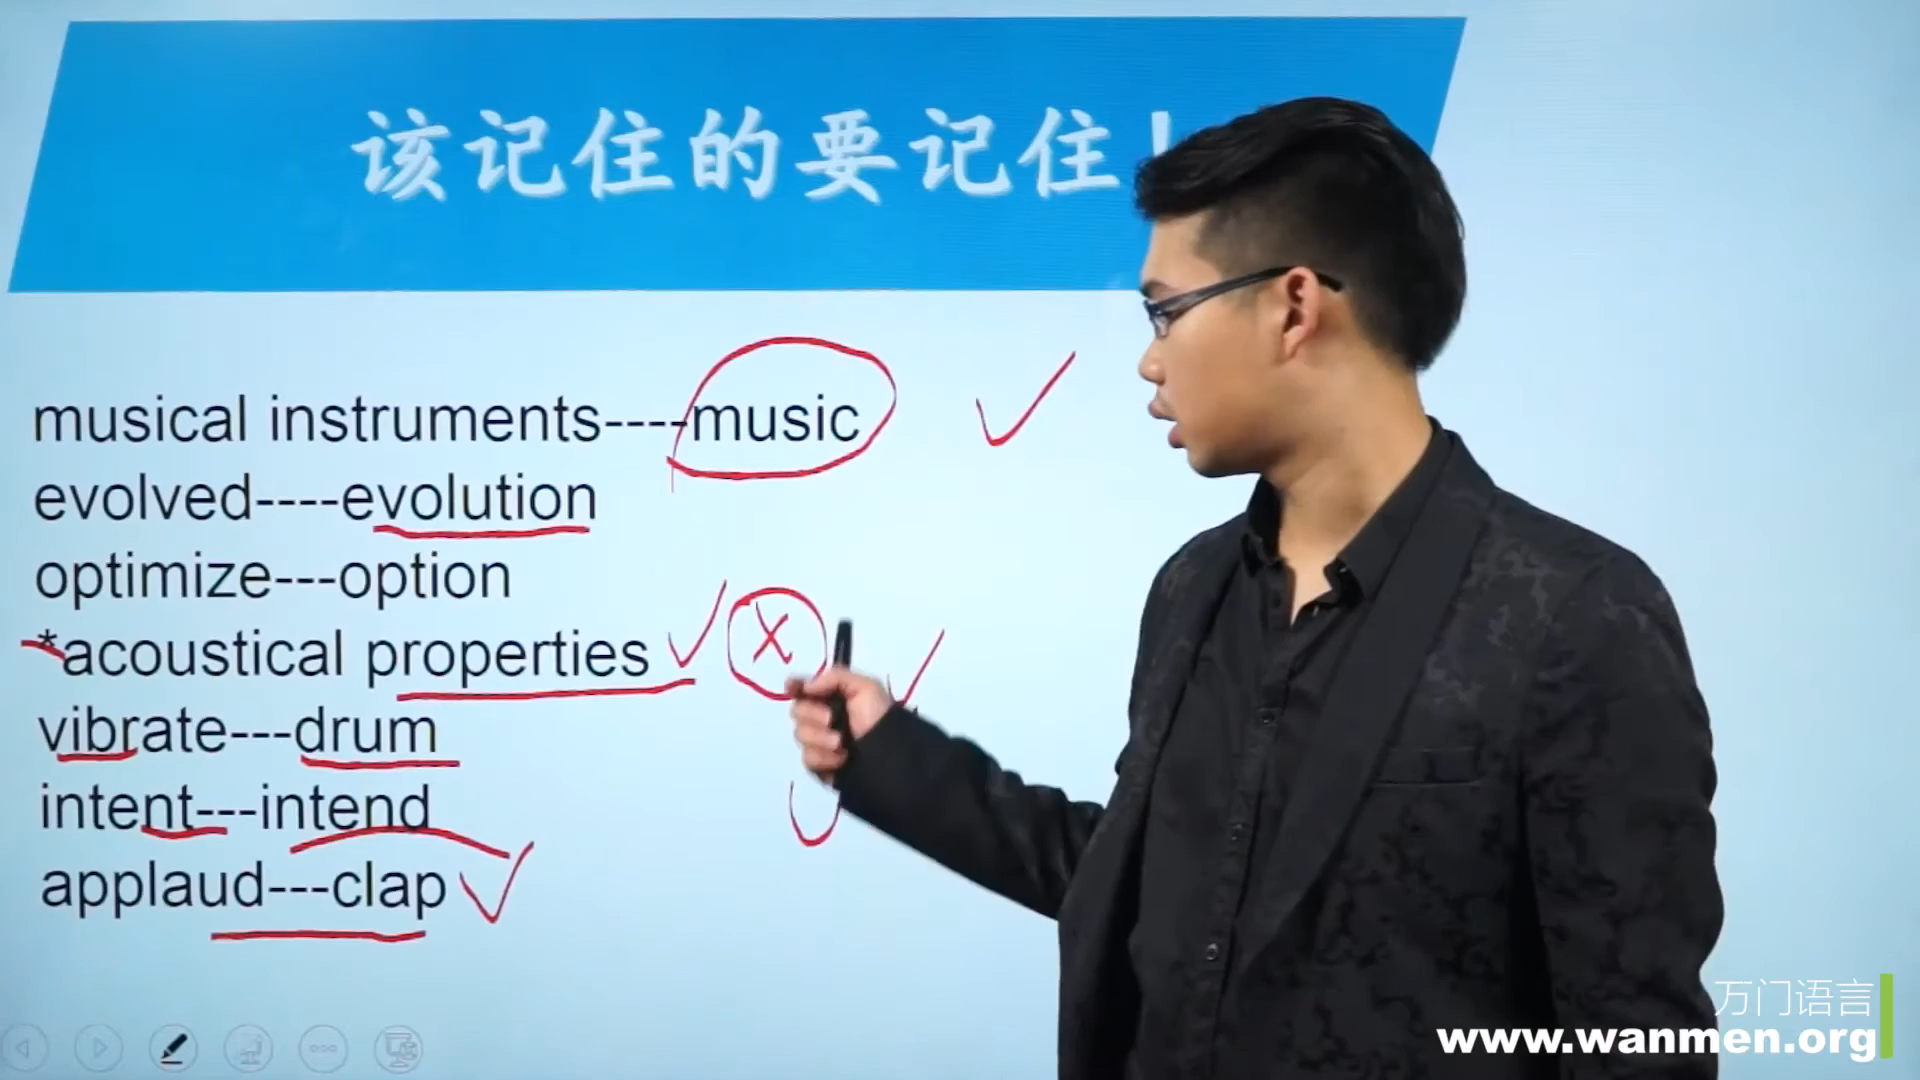 该记住的要记住!
musical instruments----music
evolved----evolution
optimize---option
*acoustical properties
vibrate---drum
intent---intend
applaud---clap
万门语言
www.wanmen.org